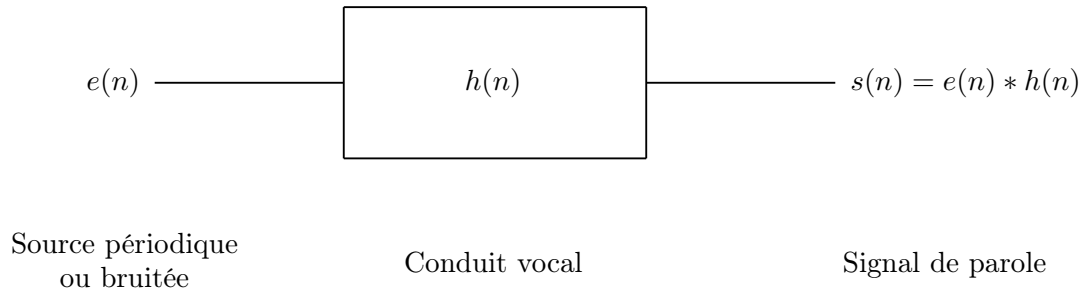 e(n)
h(n)
s(n) = e(n) ∗ h(n)
Source périodique
ou bruitée
Conduit vocal
Signal de parole